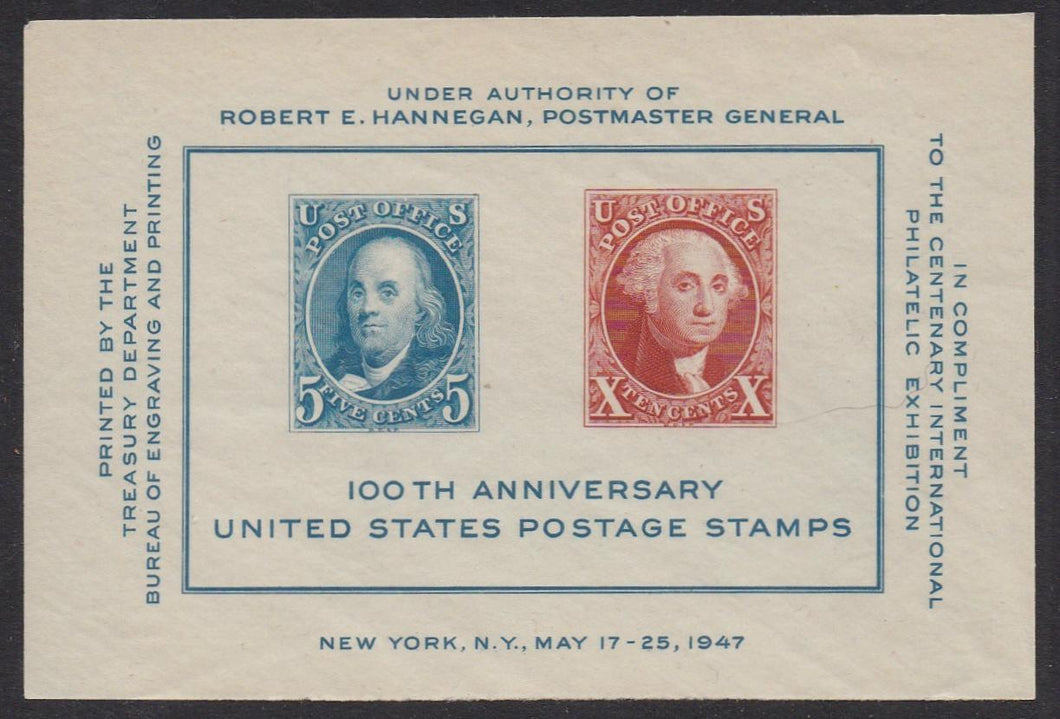 UNDER AUTHORITY OF
ROBERT E. HANNEGAN, POSTMASTER GENERAL
PRINTED BY THE
TREASURY DEPARTMENT
BUREAU OF ENGRAVING AND PRINTING
U S
POST OFFICE
5 5
FIVE CENTS
U S
POST OFFICE
X X
TEN CENTS
100TH ANNIVERSARY
UNITED STATES POSTAGE STAMPS
IN COMPLIMENT
TO THE CENTENARY INTERNATIONAL
PHILATELIC EXHIBITION
NEW YORK, N.Y., MAY 17-25, 1947